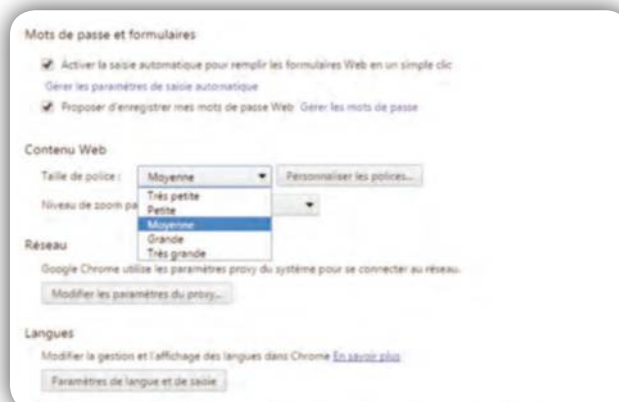 Mots de passe et formulaires
Activer la saisie automatique pour remplir les formulaires Web en un simple clic
Gérer les paramètres de saisie automatique
Proposer d'enregistrer mes mots de passe Web Gérer les mots de passe
Contenu Web
Taille de police : Moyenne Personnaliser les polices...
Très petite
Niveau de zoom pa
Petite
Moyenne
Grande
Réseau
Très grande
Google Chrome utilise les paramètres proxy du système pour se connecter au réseau.
Modifier les paramètres du proxy...
Langues
Modifier la gestion et l'affichage des langues dans Chrome En savoir plus
Paramètres de langue et de saisie